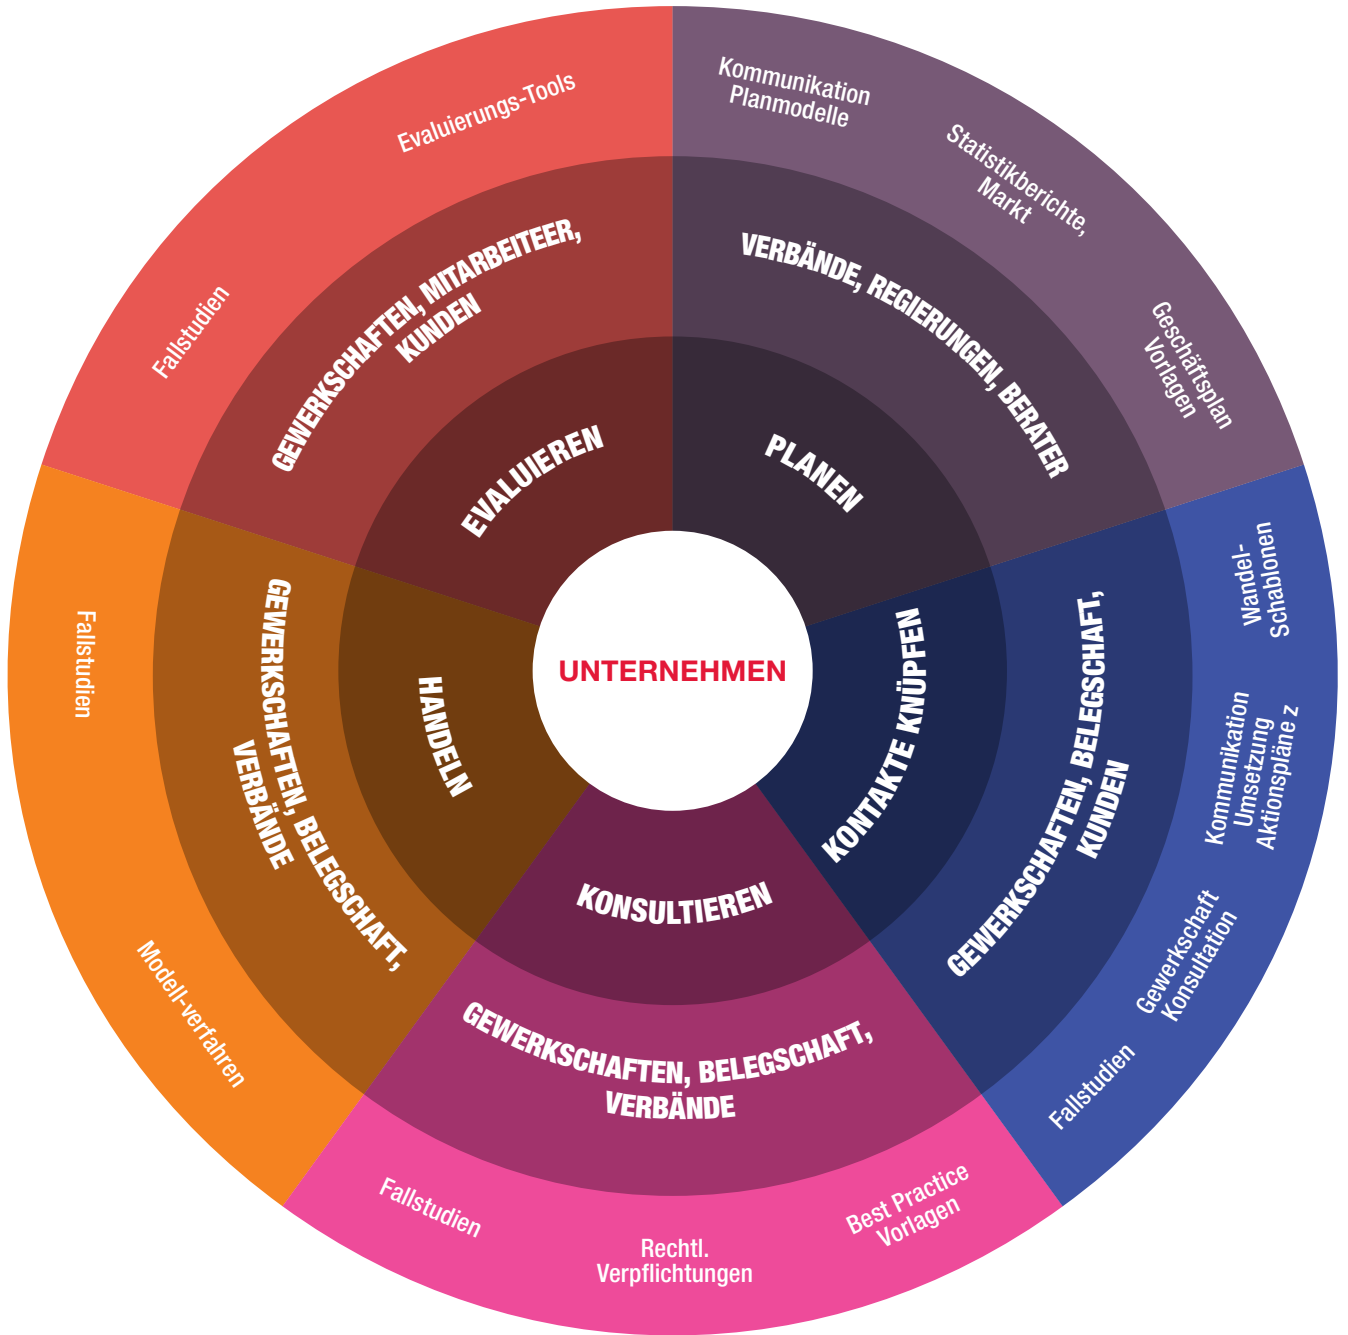 UNTERNEHMEN
PLANEN
VERBÄNDE, REGIERUNGEN, BERATER
Kommunikation
Planmodelle
Statistikberichte,
Markt
Geschäftsplan
Vorlagen
KONTAKTE KNÜPFEN
GEWERKSCHAFTEN, BELEGSCHAFT,
KUNDEN
Wandel-
Schablonen
Kommunikation
Umsetzung
Aktionspläne z
Gewerkschaft
Konsultation
Fallstudien
KONSULTIEREN
GEWERKSCHAFTEN, BELEGSCHAFT,
VERBÄNDE
Best Practice
Vorlagen
Rechtl.
Verpflichtungen
Fallstudien
HANDELN
GEWERKSCHAFTEN, BELEGSCHAFT,
VERBÄNDE
Modell-verfahren
Fallstudien
EVALUIEREN
GEWERKSCHAFTEN, MITARBEITEER,
KUNDEN
Fallstudien
Evaluierungs-Tools